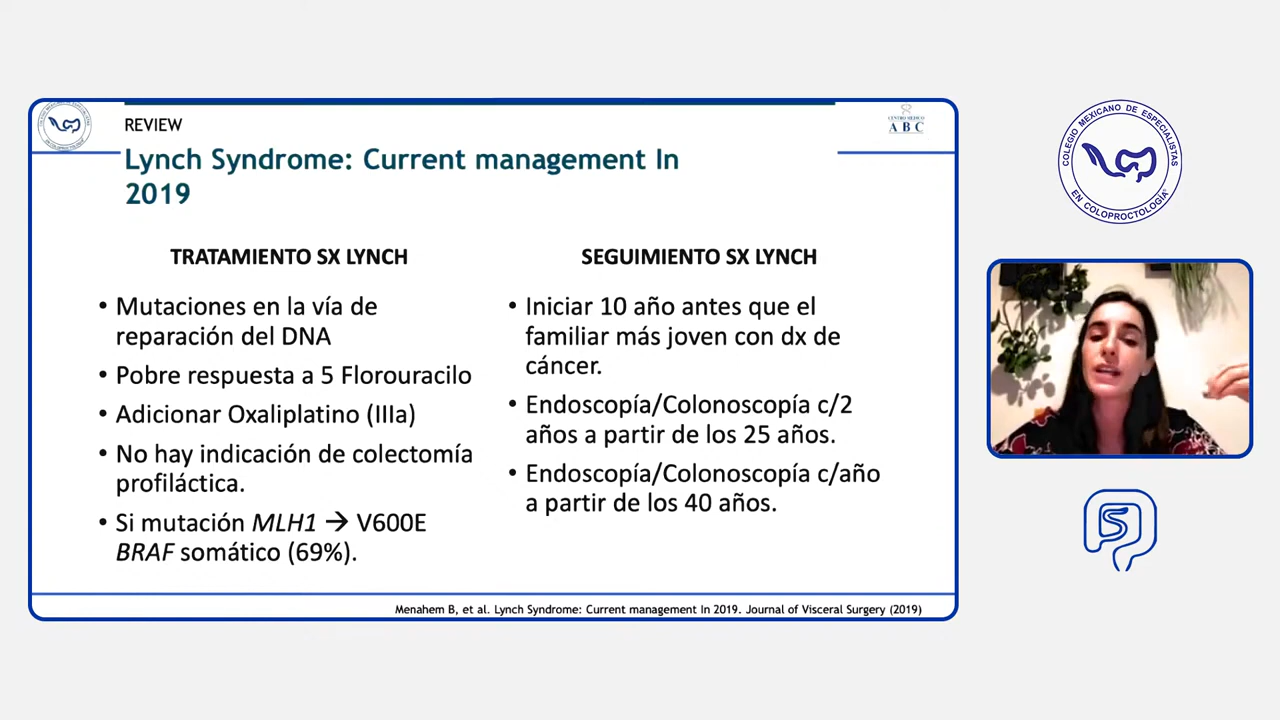 REVIEW
Lynch Syndrome: Current management In
2019
CENTRO MEDICO
ABC
TRATAMIENTO SX LYNCH
• Mutaciones en la vía de
reparación del DNA
• Pobre respuesta a 5 Florouracilo
• Adicionar Oxaliplatino (IIIa)
• No hay indicación de colectomía
profiláctica.
• Si mutación MLH1 → V600E
BRAF somático (69%).
SEGUIMIENTO SX LYNCH
• Iniciar 10 año antes que el
familiar más joven con dx de
cáncer.
• Endoscopía/Colonoscopía c/2
años a partir de los 25 años.
• Endoscopía/Colonoscopía c/año
a partir de los 40 años.
Menahem B, et al. Lynch Syndrome: Current management In 2019. Journal of Visceral Surgery (2019)
COLEGIO MEXICANO DE ESPECIALISTAS
EN COLOPROCTOLOGÍA